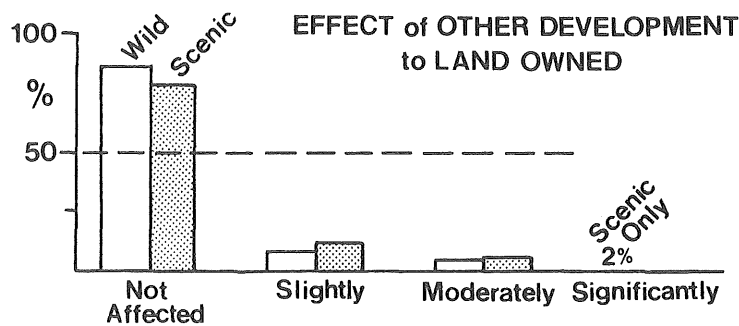 EFFECT of OTHER DEVELOPMENT
to LAND OWNED
100
%
50
Wild
Scenic
Scenic
Only
2%
Not
Affected
Slightly
Moderately
Significantly